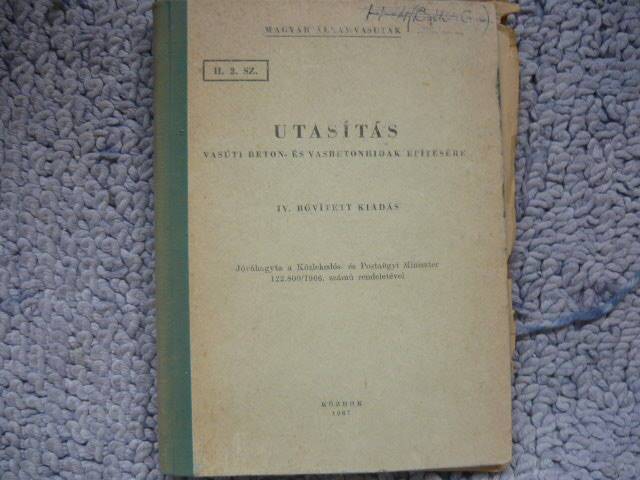 MAGYAR ÁLLAMVASUTAK
H. 2. SZ.
UTASÍTÁS
VASÚTI BETON- ÉS VASBETONHIDAK ÉPÍTÉSÉRE
IV. BŐVÍTETT KIADÁS
Jóváhagyta a Közlekedés- és Postaügyi Miniszter
122.800/1966. számú rendeletével
KÖZDOK
1967